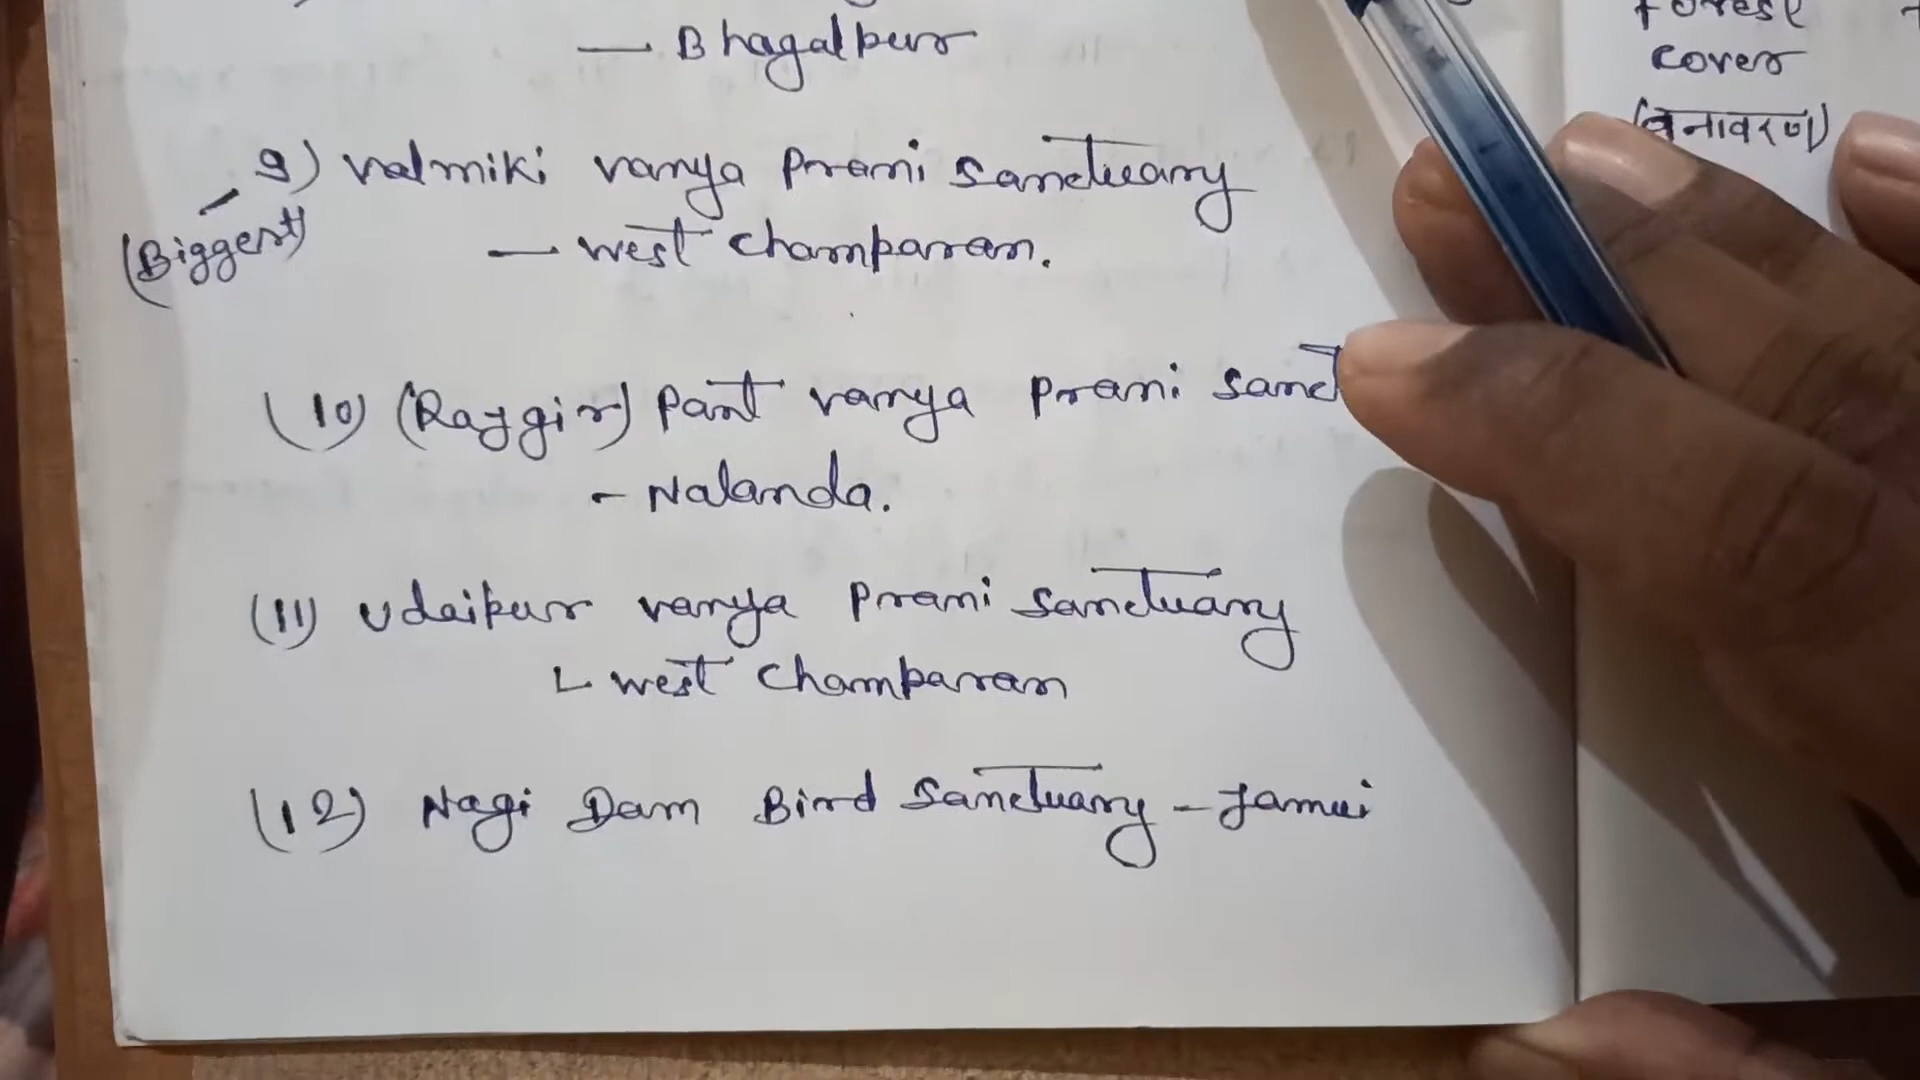 — Bhagalpur
9) Valmiki vanya Prani Sanctuary
(Biggest)
— West Champaran.
(10) (Rajgir) Pant vanya Prani Sanct
- Nalanda.
(11) Udaipur vanya Prani Sanctuary
West Champaran
(12) Nagi Dam Bird Sanctuary - Jamui
Forest
cover
(वनावरण)